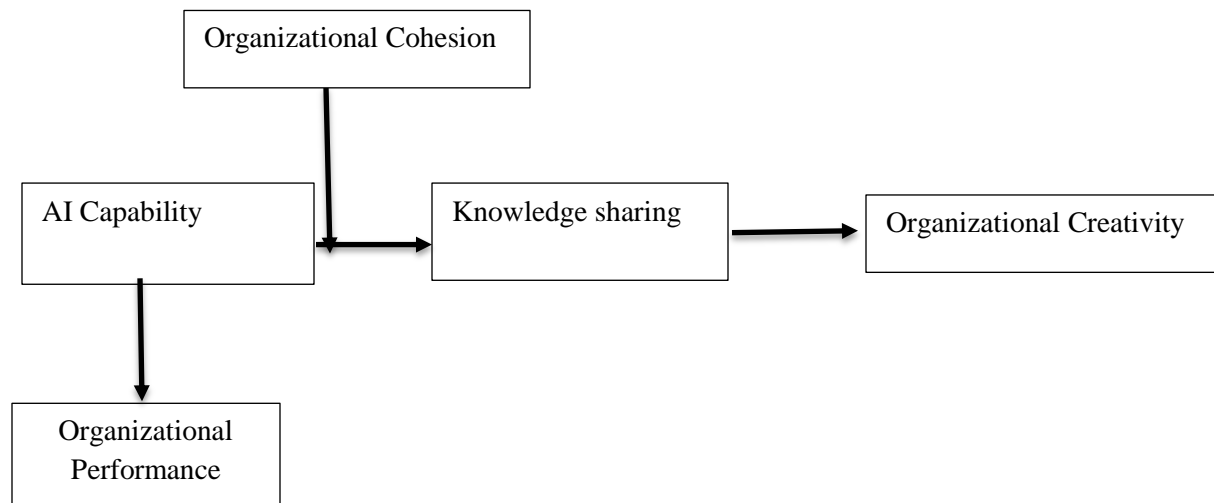 Organizational Cohesion
AI Capability
Knowledge sharing
Organizational Creativity
Organizational
Performance